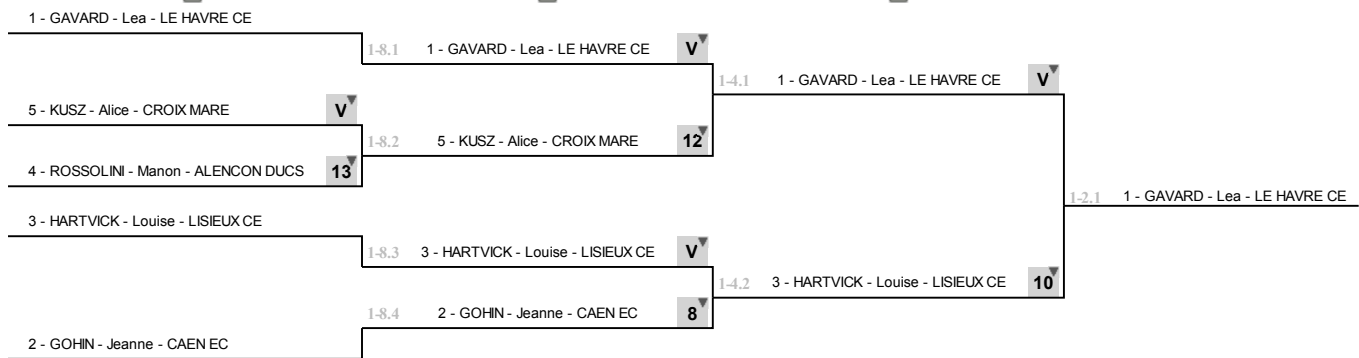 1 - GAVARD - Lea - LE HAVRE CE
1-8.1 1 - GAVARD - Lea - LE HAVRE CE V
1-4.1 1 - GAVARD - Lea - LE HAVRE CE V
5 - KUSZ - Alice - CROIX MARE V
1-8.2 5 - KUSZ - Alice - CROIX MARE 12
4 - ROSSOLINI - Manon - ALENCON DUCS 13
1-2.1 1 - GAVARD - Lea - LE HAVRE CE
3 - HARTVICK - Louise - LISIEUX CE
1-8.3 3 - HARTVICK - Louise - LISIEUX CE V
1-4.2 3 - HARTVICK - Louise - LISIEUX CE 10
1-8.4 2 - GOHIN - Jeanne - CAEN EC 8
2 - GOHIN - Jeanne - CAEN EC